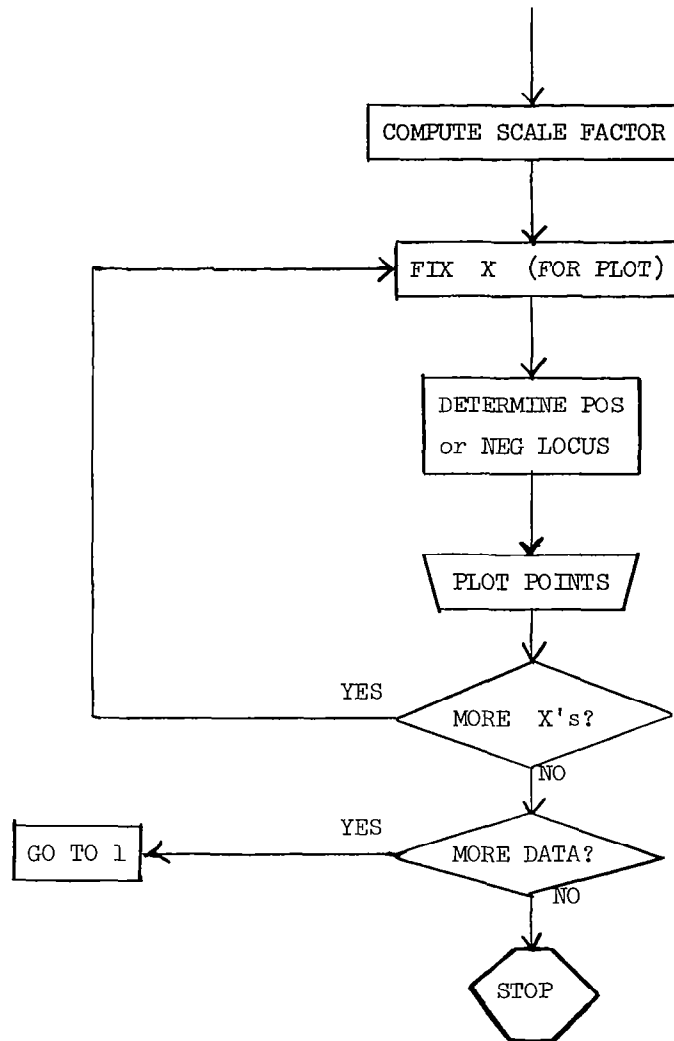 COMPUTE SCALE FACTOR
FIX X (FOR PLOT)
DETERMINE POS
or NEG LOCUS
PLOT POINTS
YES
MORE X's?
NO
YES
GO TO 1
MORE DATA?
NO
STOP